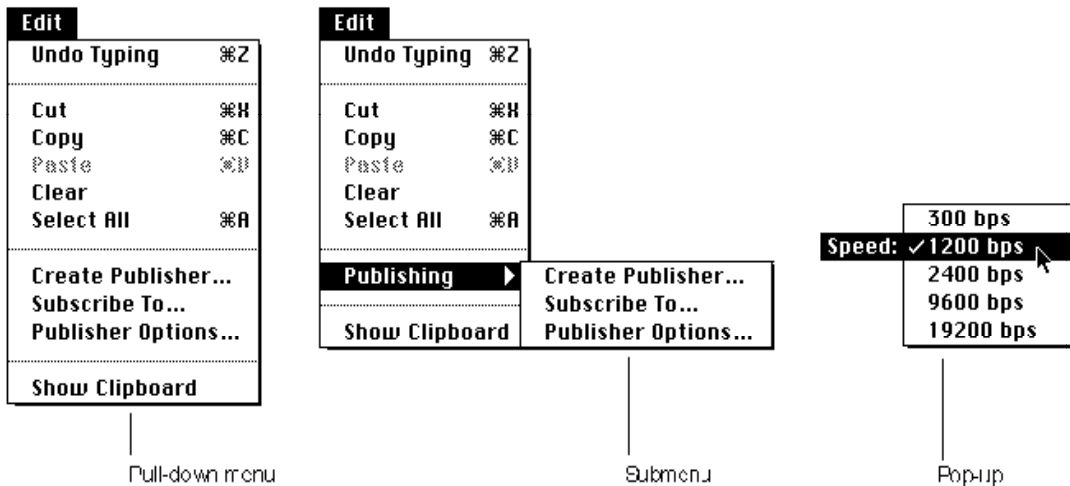 Edit
Undo Typing ⌘Z
Cut ⌘X
Copy ⌘C
Paste ⌘V
Clear
Select All ⌘A
Create Publisher...
Subscribe To...
Publisher Options...
Show Clipboard
Pull-down menu
Edit
Undo Typing ⌘Z
Cut ⌘X
Copy ⌘C
Paste ⌘V
Clear
Select All ⌘A
Publishing
Show Clipboard
Create Publisher...
Subscribe To...
Publisher Options...
Submenu
300 bps
Speed: ✓1200 bps
2400 bps
9600 bps
19200 bps
Pop-up